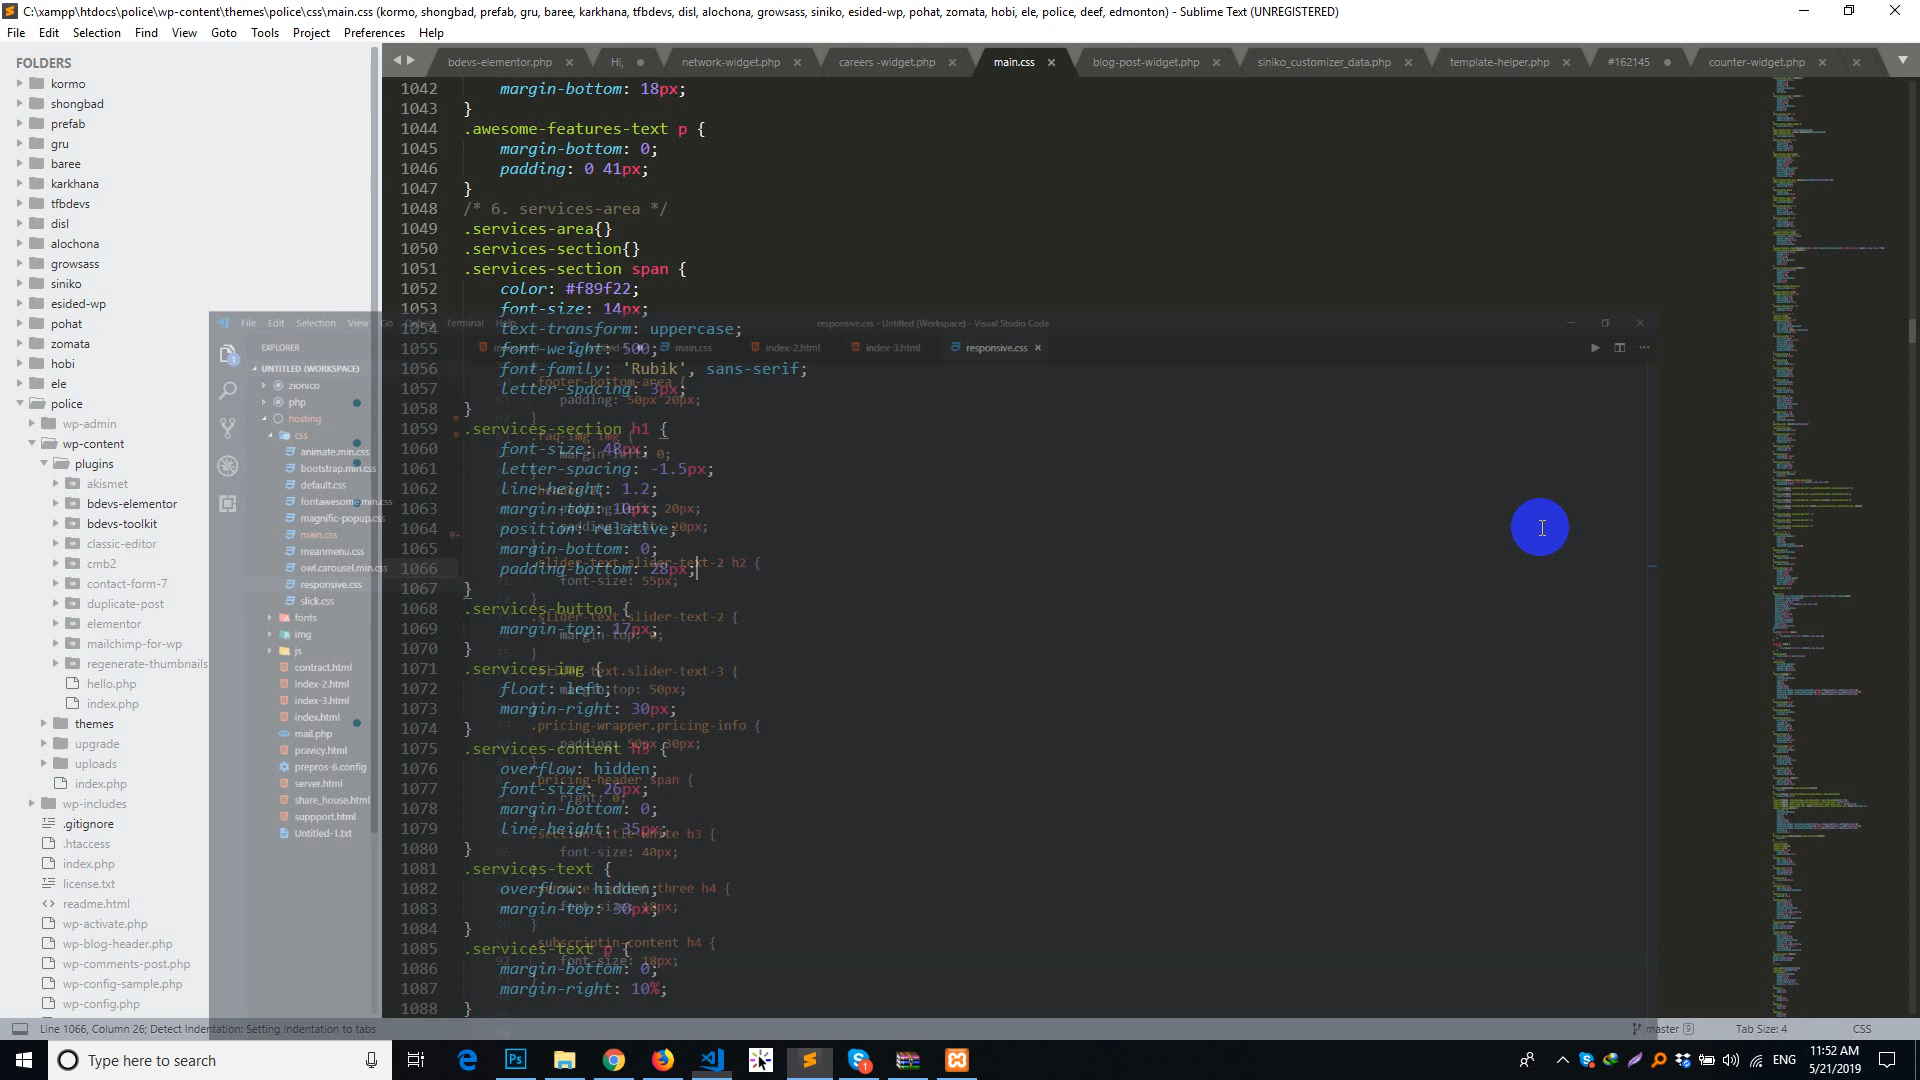 C:\xampp\htdocs\police\wp-content\themes\police\css\main.css (kormo, shongbad, prefab, gru, baree, karkhana, tfbdevs, disl, alochona, growsass, siniko, esided-wp, pohat, zomata, hobi, ele, police, deef, edmonton) - Sublime Text (UNREGISTERED)
File Edit Selection Find View Goto Tools Project Preferences Help
FOLDERS
kormo
shongbad
prefab
gru
baree
karkhana
tfbdevs
disl
alochona
growsass
siniko
esided-wp
pohat
zomata
hobi
ele
police
wp-admin
wp-content
plugins
akismet
bdevs-elementor
bdevs-toolkit
classic-editor
cmb2
contact-form-7
duplicate-post
elementor
mailchimp-for-wp
regenerate-thumbnails
hello.php
index.php
themes
upgrade
uploads
index.php
wp-includes
.gitignore
.htaccess
index.php
license.txt
readme.html
wp-activate.php
wp-blog-header.php
wp-comments-post.php
wp-config-sample.php
wp-config.php
bdevs-elementor.php Hi, network-widget.php careers -widget.php main.css blog-post-widget.php siniko_customizer_data.php template-helper.php #162145 counter-widget.php
1042 margin-bottom: 18px;
1043 }
1044 .awesome-features-text p {
1045 margin-bottom: 0;
1046 padding: 0 41px;
1047 }
1048 /* 6. services-area */
1049 .services-area{}
1050 .services-section{}
1051 .services-section span {
1052 color: #f89f22;
1053 font-size: 14px;
1054 text-transform: uppercase;
1055 font-weight: 500;
1056 font-family: 'Rubik', sans-serif;
1057 letter-spacing: 3px;
1058 }
1059 .services-section h1 {
1060 font-size: 48px;
1061 letter-spacing: -1.5px;
1062 line-height: 1.2;
1063 margin-top: 10px;
1064 position: relative;
1065 margin-bottom: 0;
1066 padding-bottom: 28px;
1067 }
1068 .services-button {
1069 margin-top: 17px;
1070 }
1071 .services-img {
1072 float: left;
1073 margin-right: 30px;
1074 }
1075 .services-content h3 {
1076 overflow: hidden;
1077 font-size: 26px;
1078 margin-bottom: 0;
1079 line-height: 35px;
1080 }
1081 .services-text {
1082 overflow: hidden;
1083 margin-top: 30px;
1084 }
1085 .services-text p {
1086 margin-bottom: 0;
1087 margin-right: 10%;
1088 }
File Edit Selection View Go Debug Terminal Help
responsive.css - Untitled (Workspace) - Visual Studio Code
EXPLORER
UNTITLED (WORKSPACE)
zionico
php
hosting
css
animate.min.css
bootstrap.min.css
default.css
fontawesome.min.css
magnific-popup.css
main.css
meanmenu.css
owl.carousel.min.css
responsive.css
slick.css
fonts
img
js
contract.html
index-2.html
index-3.html
index.html
mail.php
pravicy.html
prepros-6.config
server.html
share_house.html
suppport.html
Untitled-1.txt
main.css index-2.html index-3.html responsive.css
.footer-bottom-area {
padding: 50px 20px;
}
.faq-img img {
margin-left: 0;
padding-left: 20px;
padding-right: 20px;
}
.slider-text.slider-text-2 h2 {
font-size: 55px;
}
.slider-text.slider-text-2 {
margin-top: 0;
}
.slider-text.slider-text-3 {
margin-top: 50px;
}
.pricing-wrapper.pricing-info {
padding: 50px 30px;
}
.pricing-header span {
right: 0;
}
.section-title-white h3 {
font-size: 40px;
three h4 {
font-size: 18px;
}
.subscriptin-content h4 {
font-size: 18px;
Line 1066, Column 26; Detect Indentation: Setting indentation to tabs
master 9 Tab Size: 4 CSS
Type here to search
ENG
11:52 AM
5/21/2019